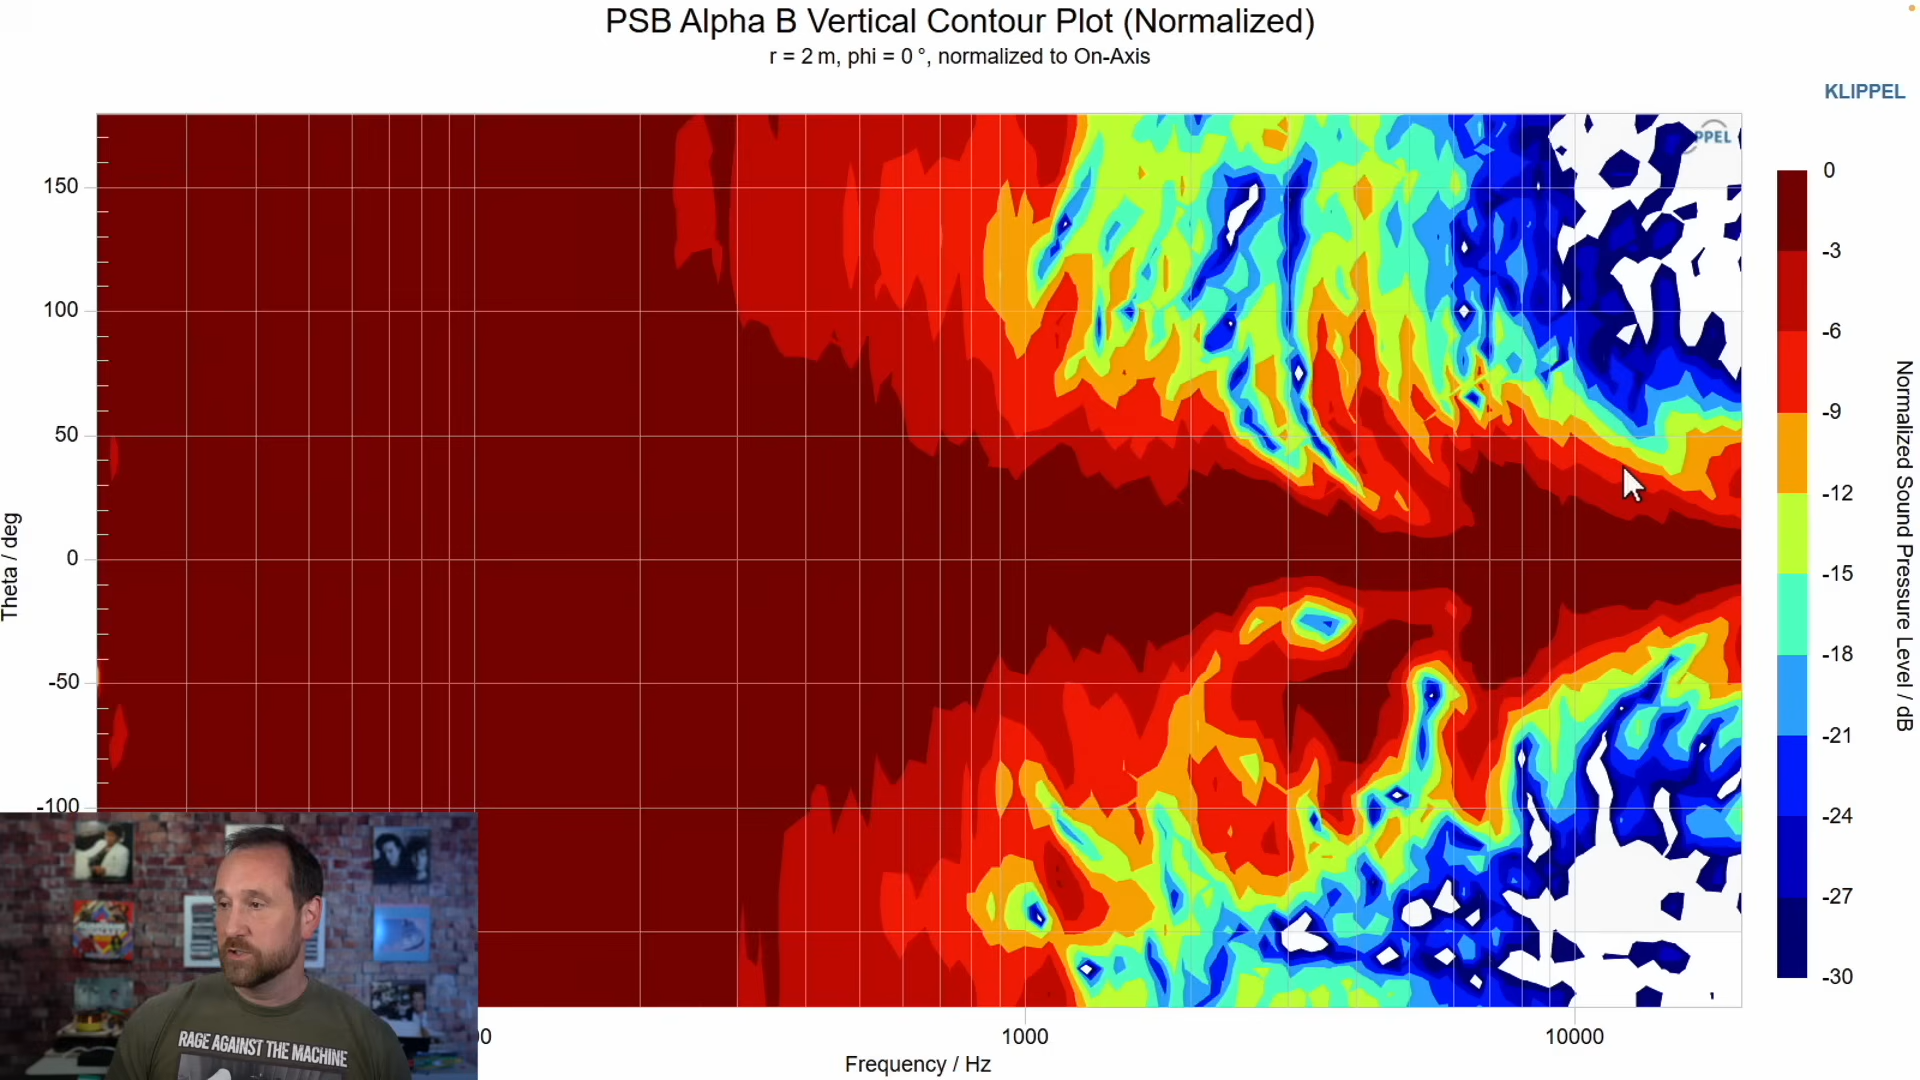 PSB Alpha B Vertical Contour Plot (Normalized)
r = 2 m, phi = 0 °, normalized to On-Axis
KLIPPEL
PPEL
150
100
50
0
-50
-100
Theta / deg
0
-3
-6
-9
-12
-15
-18
-21
-24
-27
-30
Normalized Sound Pressure Level / dB
00
1000
10000
Frequency / Hz
RAGE AGAINST THE MACHINE